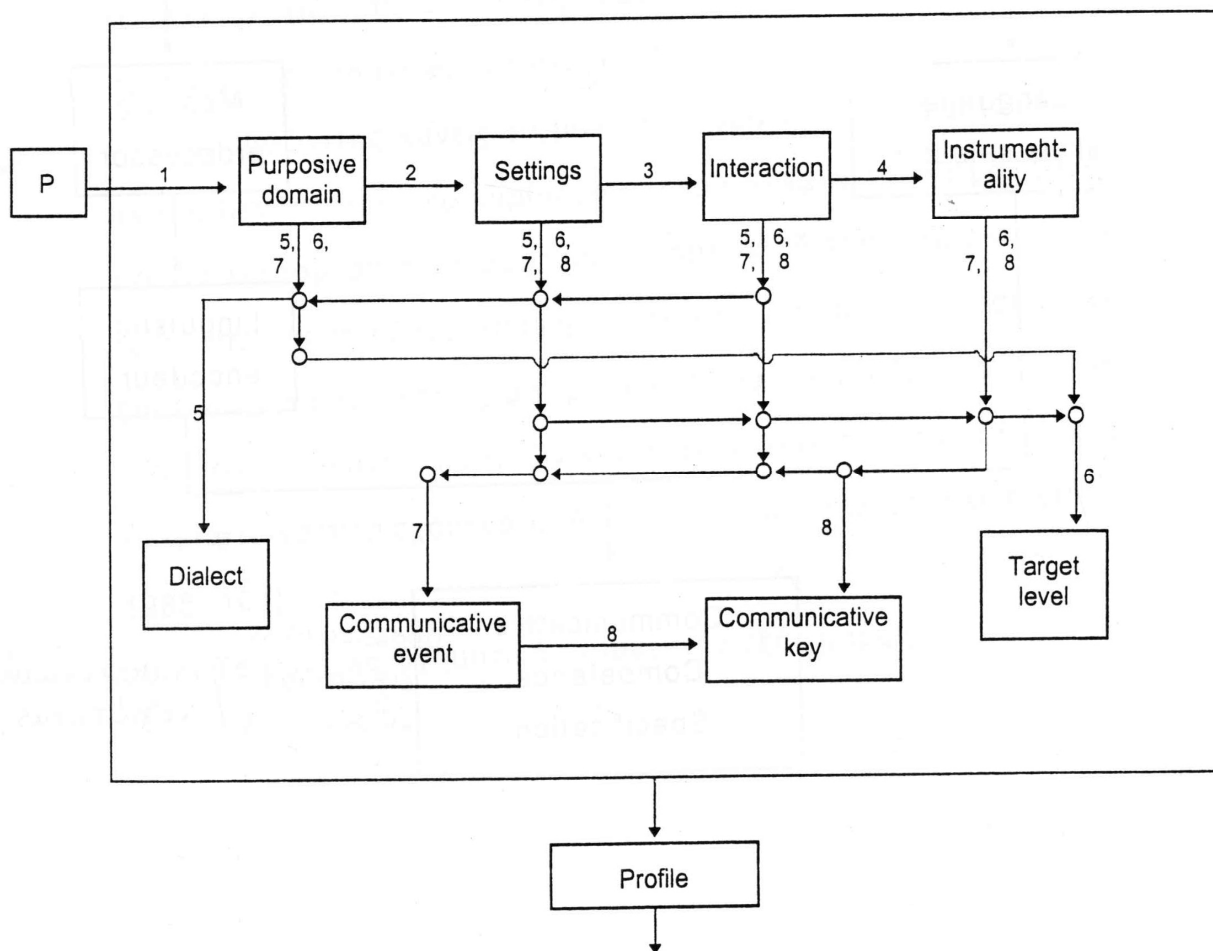 P
1
Purposive
domain
2
Settings
3
Interaction
4
Instrumeht-
ality
5, 6,
7
5, 6,
7, 8
5, 6,
7, 8
6,
7, 8
5
6
7
8
Dialect
Communicative
event
8
Communicative
key
Target
level
Profile